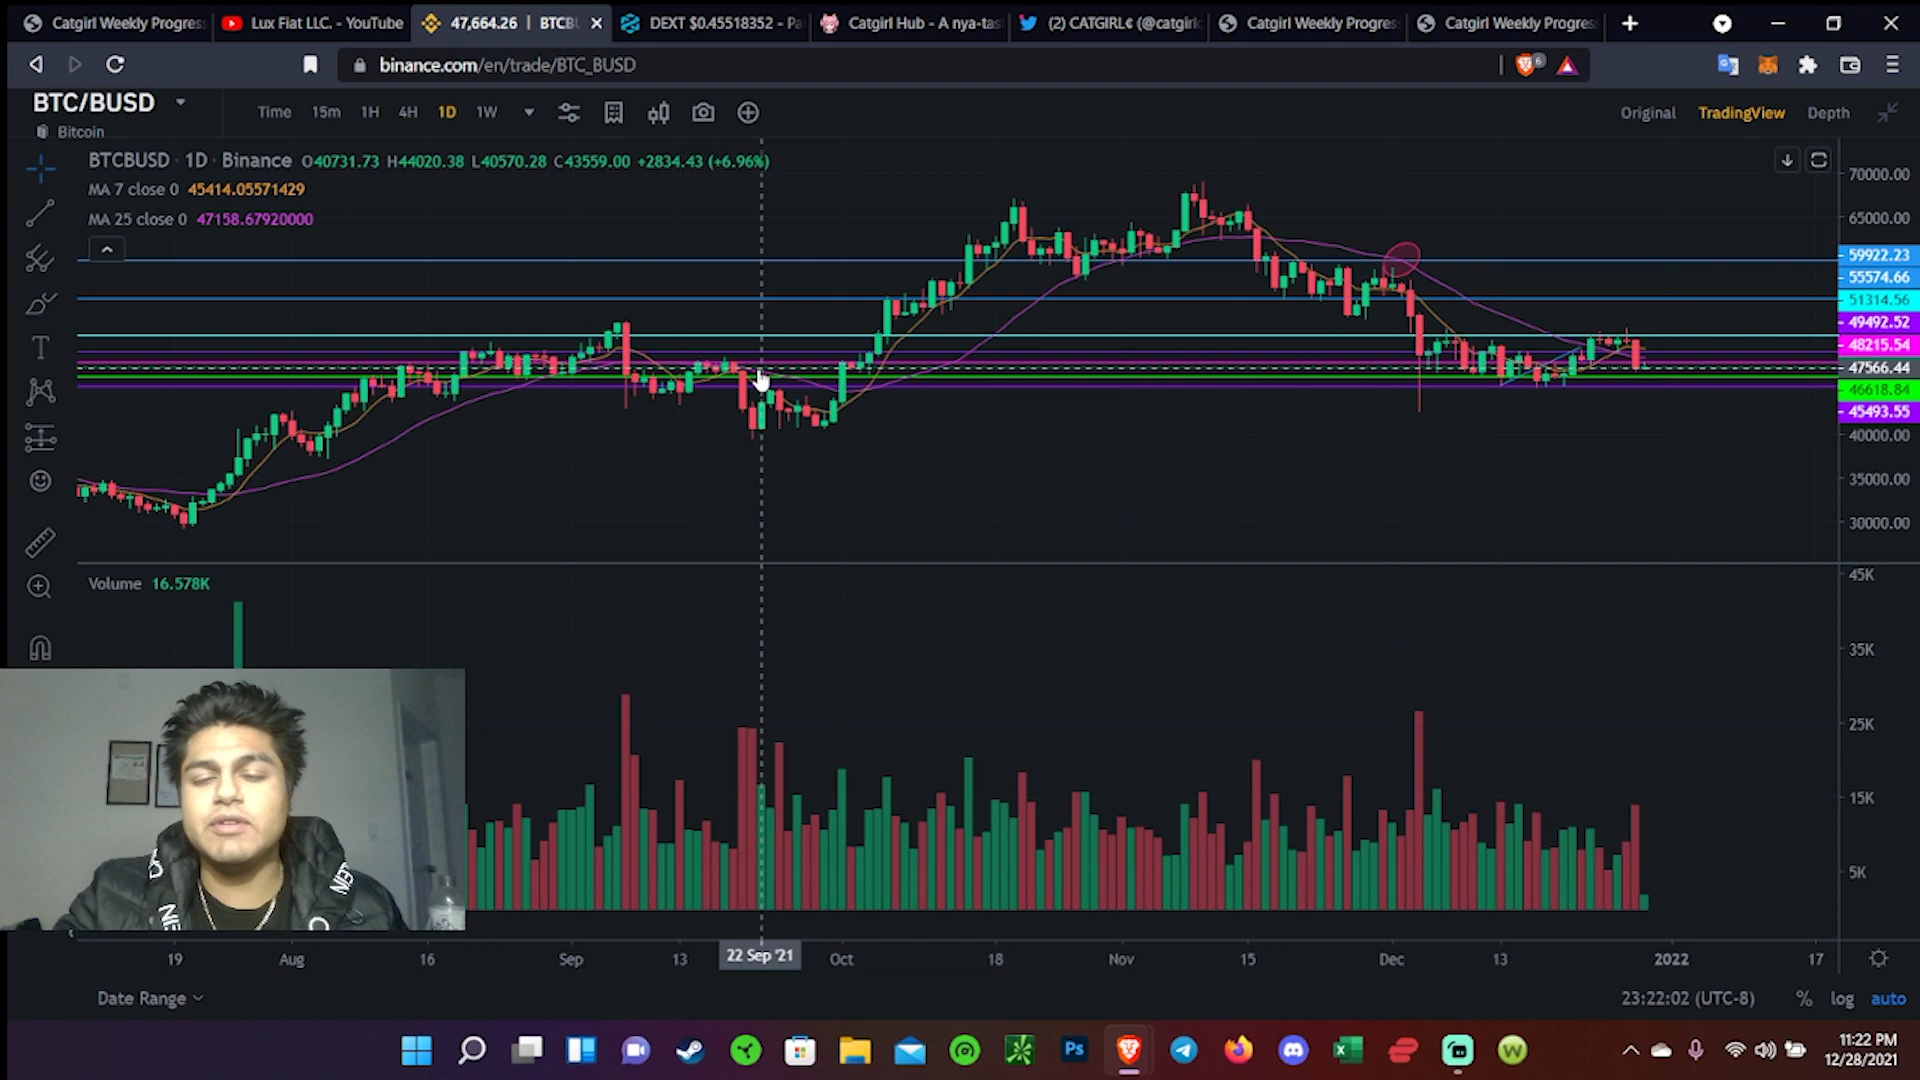 Catgirl Weekly Progres
Lux Fiat LLC. - YouTube
47,664.26 | BTCBU
DEXT $0.45518352 - Pa
Catgirl Hub - A nya-tas
(2) CATGIRL¢ (@catgirlc
Catgirl Weekly Progres
Catgirl Weekly Progres
binance.com/en/trade/BTC_BUSD
6
BTC/BUSD
Bitcoin
Time 15m 1H 4H 1D 1W
Original TradingView Depth
BTCBUSD · 1D · Binance O40731.73 H44020.38 L40570.28 C43559.00 +2834.43 (+6.96%)
MA 7 close 0 45414.05571429
MA 25 close 0 47158.67920000
70000.00
65000.00
59922.23
55574.66
51314.56
49492.52
48215.54
47566.44
46618.84
45493.55
40000.00
35000.00
30000.00
Volume 16.578K
45K
35K
25K
15K
5K
19 Aug 16 Sep 13 22 Sep '21 Oct 18 Nov 15 Dec 13 2022 17
Date Range
23:22:02 (UTC-8) % log auto
Ps
11:22 PM
12/28/2021